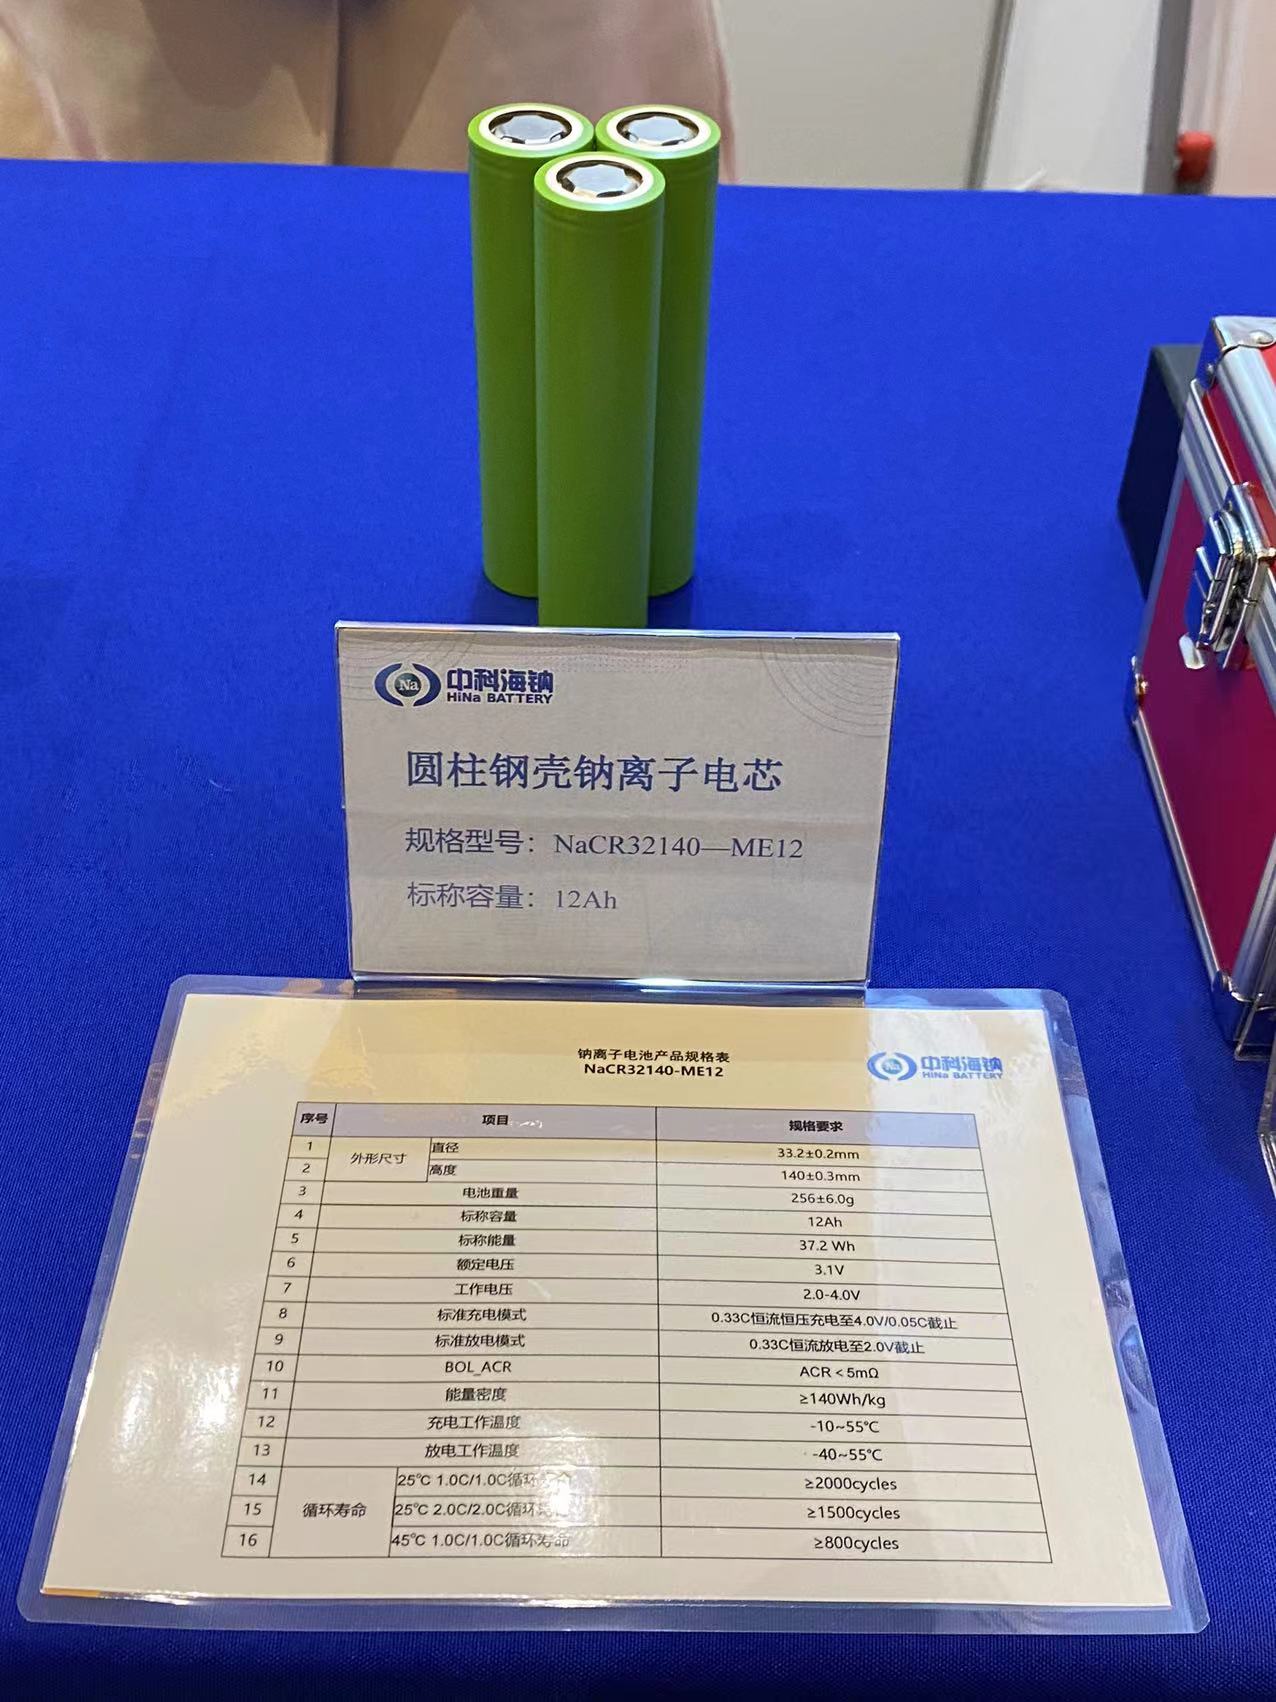 Na 中科海钠
HiNa BATTERY
圆柱钢壳钠离子电芯
规格型号：NaCR32140—ME12
标称容量：12Ah
钠离子电池产品规格表
NaCR32140-ME12
Na 中科海钠
HiNa BATTERY
序号 项目 规格要求
1 外形尺寸 直径 33.2±0.2mm
2 高度 140±0.3mm
3 电池重量 256±6.0g
4 标称容量 12Ah
5 标称能量 37.2 Wh
6 额定电压 3.1V
7 工作电压 2.0-4.0V
8 标准充电模式 0.33C恒流恒压充电至4.0V/0.05C截止
9 标准放电模式 0.33C恒流放电至2.0V截止
10 BOL_ACR ACR < 5mΩ
11 能量密度 ≥140Wh/kg
12 充电工作温度 -10~55℃
13 放电工作温度 -40~55℃
14 循环寿命 25℃ 1.0C/1.0C循环 ≥2000cycles
15 25℃ 2.0C/2.0C循环 ≥1500cycles
16 45℃ 1.0C/1.0C循环寿命 ≥800cycles